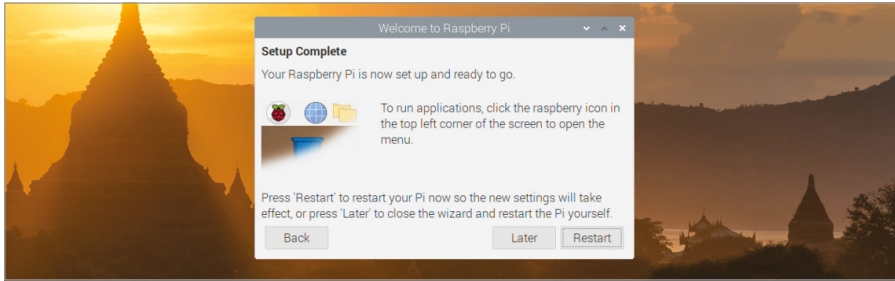 Welcome to Raspberry Pi
Setup Complete
Your Raspberry Pi is now set up and ready to go.
To run applications, click the raspberry icon in
the top left corner of the screen to open the
menu.
Press 'Restart' to restart your Pi now so the new settings will take
effect, or press 'Later' to close the wizard and restart the Pi yourself.
Back
Later
Restart